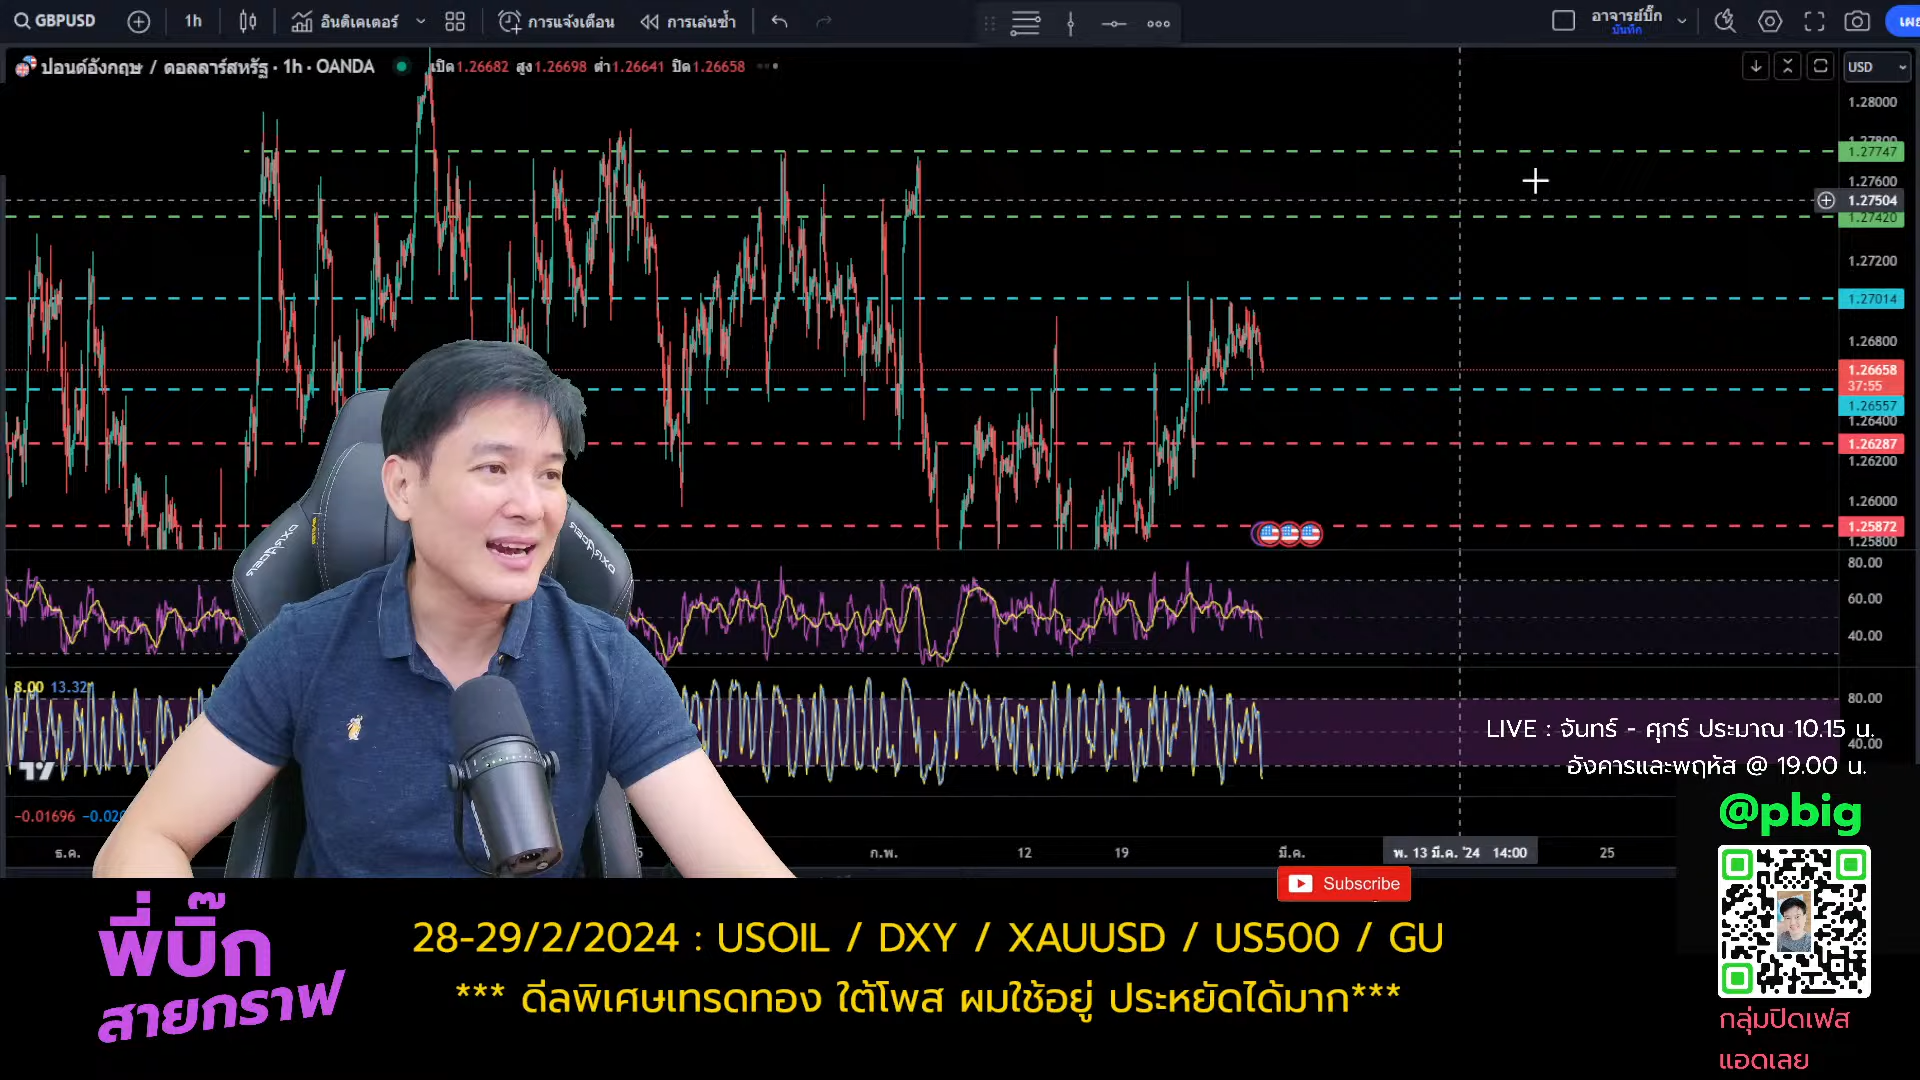 GBPUSD 1h อินดิเคเตอร์ การแจ้งเตือน การเล่นซ้ำ อาจารย์บิ๊ก
บันทึก
ปอนด์อังกฤษ / ดอลลาร์สหรัฐ · 1h · OANDA เปิด1.26682 สูง1.26698 ต่ำ1.26641 ปิด1.26658 USD
1.28000
1.27747
1.27600
1.27504
1.27420
1.27200
1.27014
1.26800
1.26658
37:55
1.26557
1.26400
1.26287
1.26200
1.26000
1.25872
1.25800
80.00
60.00
40.00
8.00 13.32
80.00
LIVE : จันทร์ - ศุกร์ ประมาณ 10.15 น.
40.00
อังคารและพฤหัส @ 19.00 น.
-0.01696
@pbig
ธ.ค. ก.พ. 12 19 มี.ค. พ. 13 มี.ค. '24 14:00 25
Subscribe
พี่บิ๊ก
สายกราฟ
28-29/2/2024 : USOIL / DXY / XAUUSD / US500 / GU
*** ดีลพิเศษเทรดทอง ใต้โพส ผมใช้อยู่ ประหยัดได้มาก***
กลุ่มปิดเฟส
แอดเลย